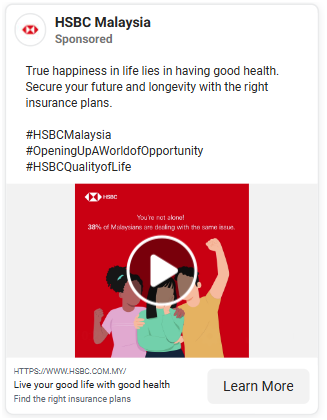 HSBC Malaysia
Sponsored
True happiness in life lies in having good health.
Secure your future and longevity with the right
insurance plans.
#HSBCMalaysia
#OpeningUpAWorldofOpportunity
#HSBCQualityofLife
HSBC
You're not alone!
38% of Malaysians are dealing with the same issue.
HTTPS://WWW.HSBC.COM.MY/
Live your good life with good health
Find the right insurance plans
Learn More